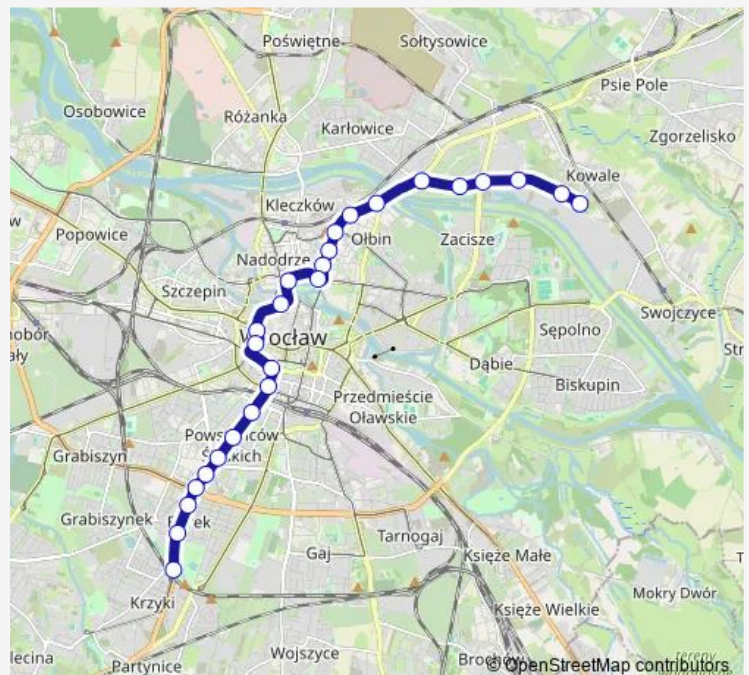 Poświętne
Sołtysowice
Psie Pole
Osobowice
Różanka
Karłowice
Zgorzelisko
Kowale
Kleczków
w
Popowice
Ołbin
Zacisze
Nadodrze
Szczepin
Swojczyce
Sępolno
Dąbie
Biskupin
Przedmieście
Oławskie
Grabiszyn
Grabiszynek
Tarnogaj
Gaj
Księże Małe
Krzyki
Mokry Dwór
Księże Wielkie
Wojszyce
Partynice
© OpenStreetMap contributors